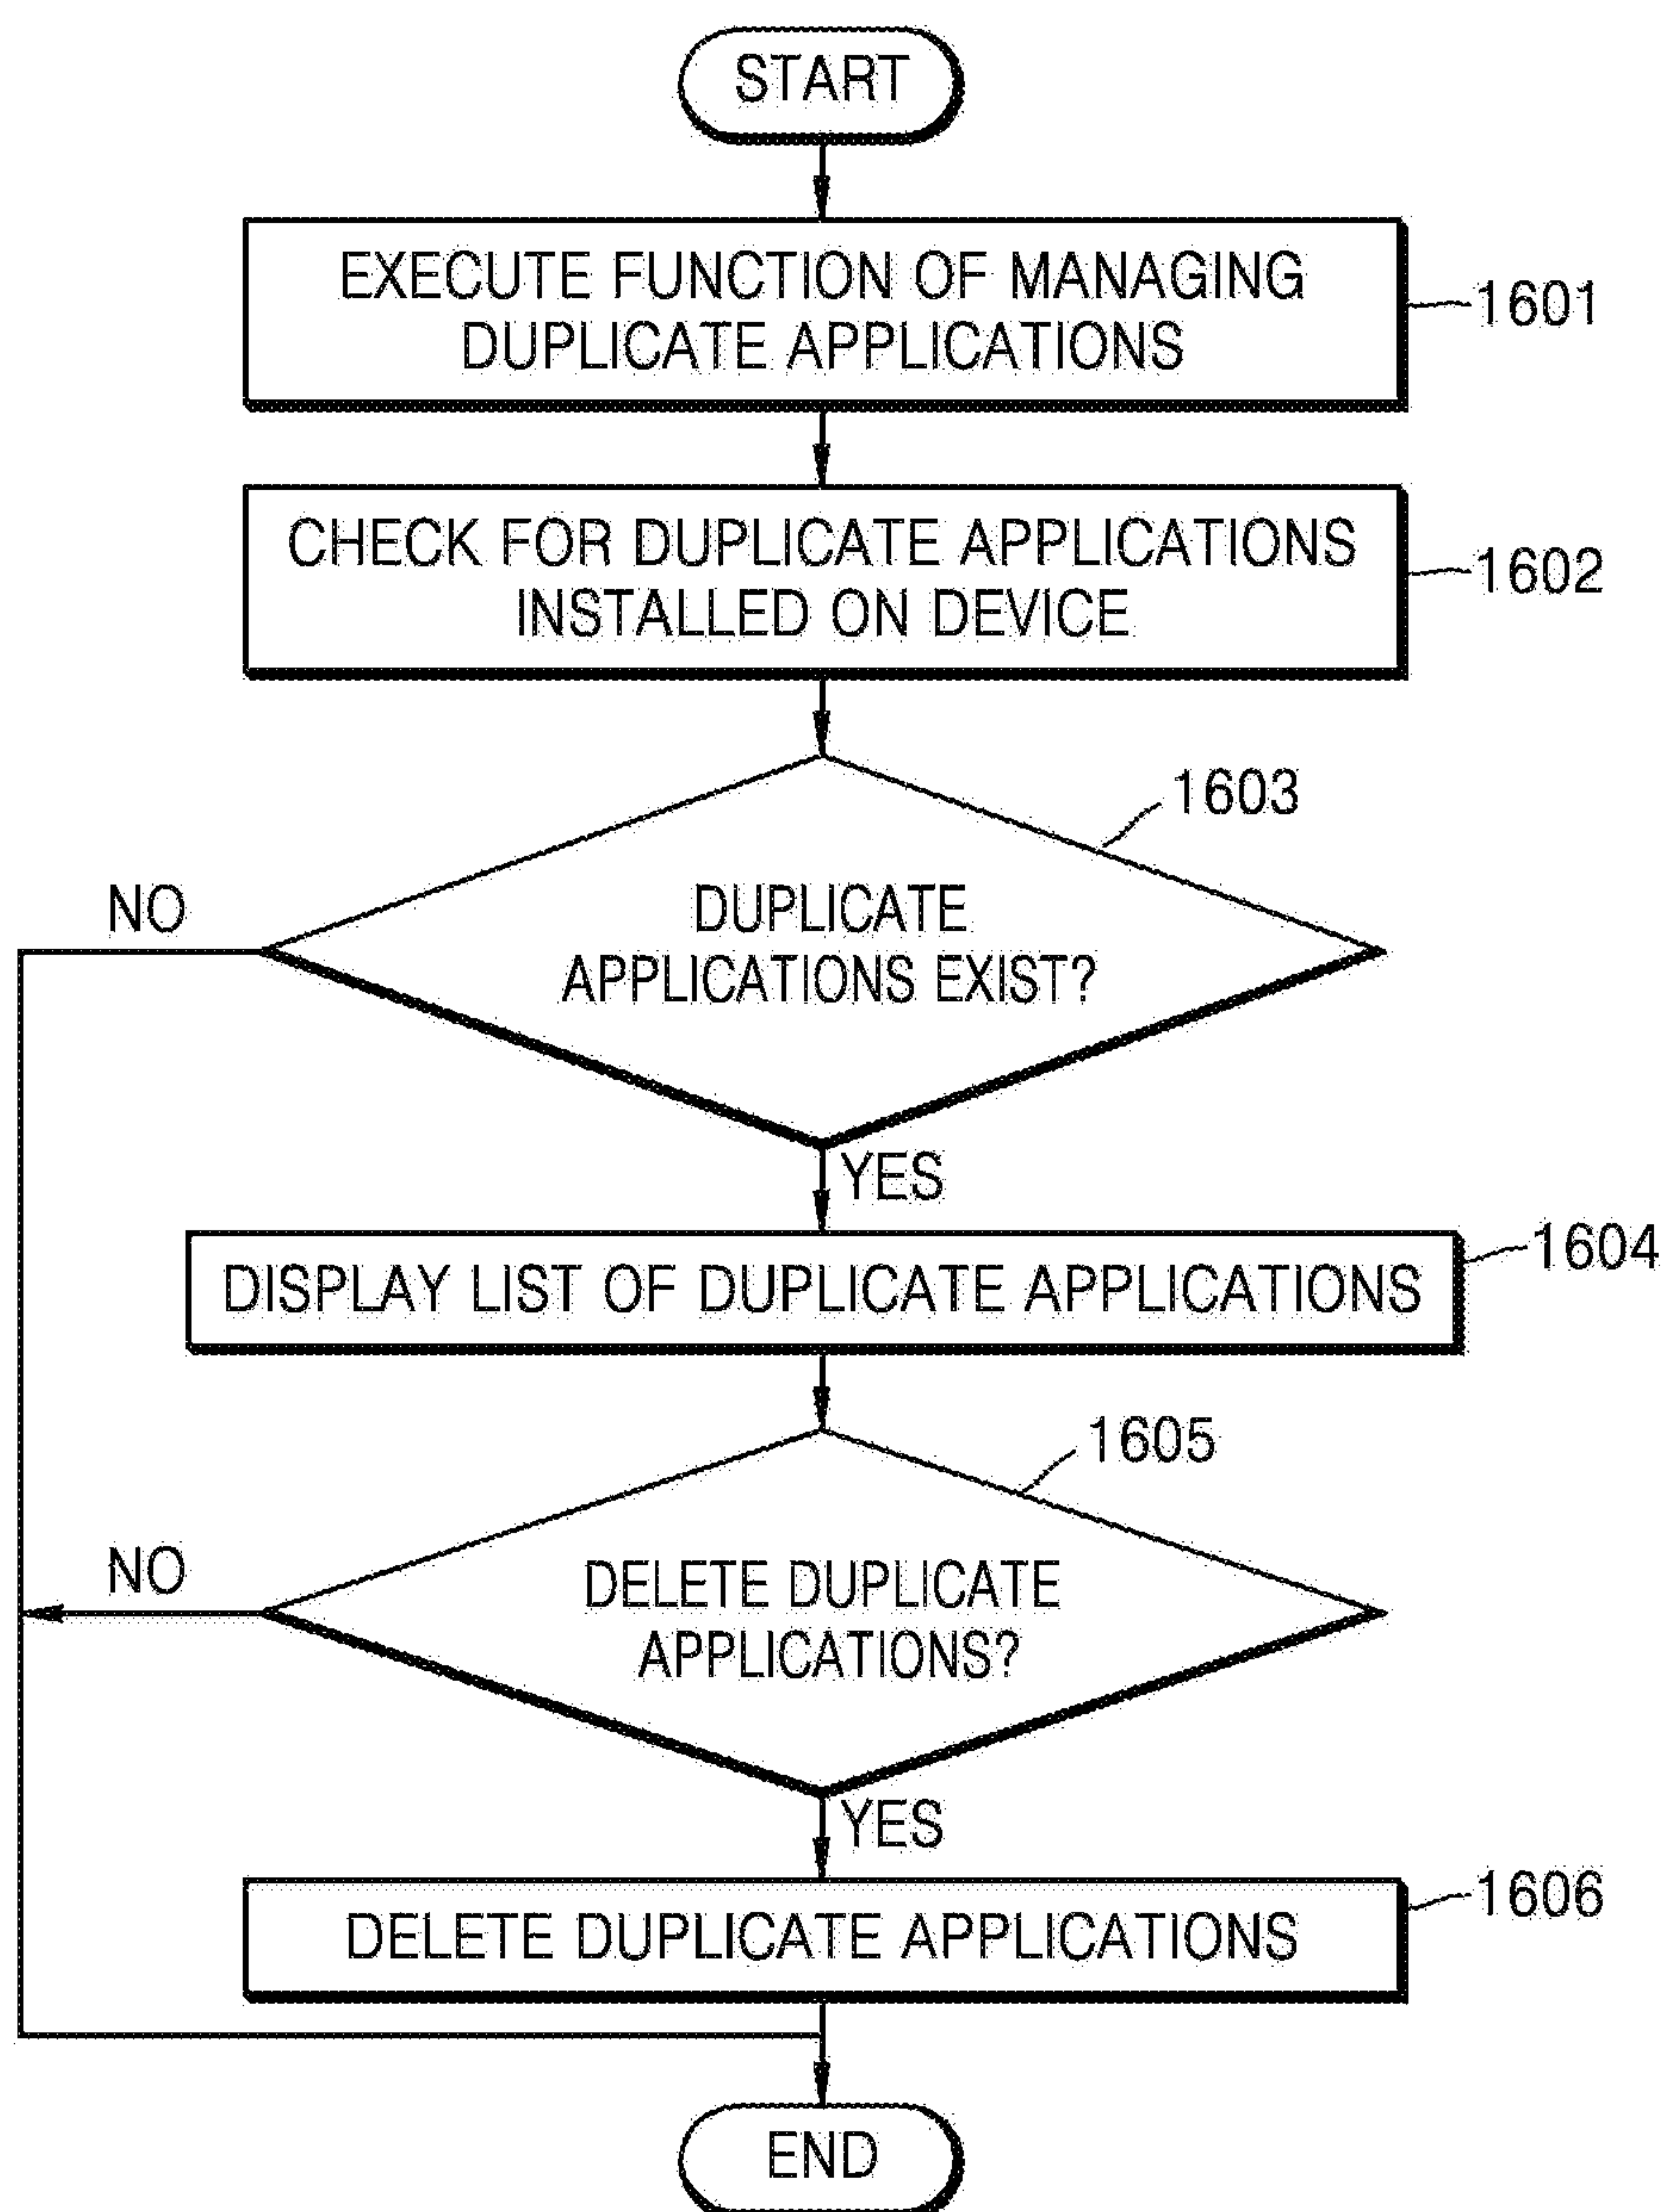 START
EXECUTE FUNCTION OF MANAGING
DUPLICATE APPLICATIONS
1601
CHECK FOR DUPLICATE APPLICATIONS
INSTALLED ON DEVICE
1602
1603
NO
DUPLICATE
APPLICATIONS EXIST?
YES
1604
DISPLAY LIST OF DUPLICATE APPLICATIONS
1605
NO
DELETE DUPLICATE
APPLICATIONS?
YES
1606
DELETE DUPLICATE APPLICATIONS
END